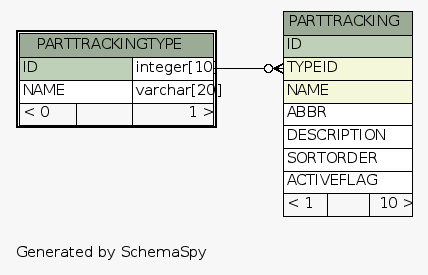 PARTTRACKINGTYPE
ID integer[10]
NAME varchar[20]
< 0 1 >
PARTTRACKING
ID
TYPEID
NAME
ABBR
DESCRIPTION
SORTORDER
ACTIVEFLAG
< 1 10 >
Generated by SchemaSpy